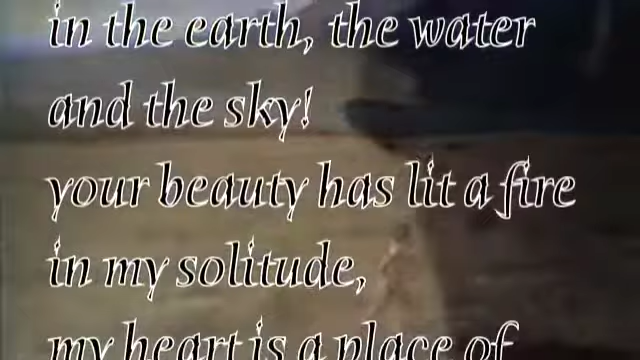 in the earth, the water
and the sky!
your beauty has lit a fire
in my solitude,
my heart is a place of